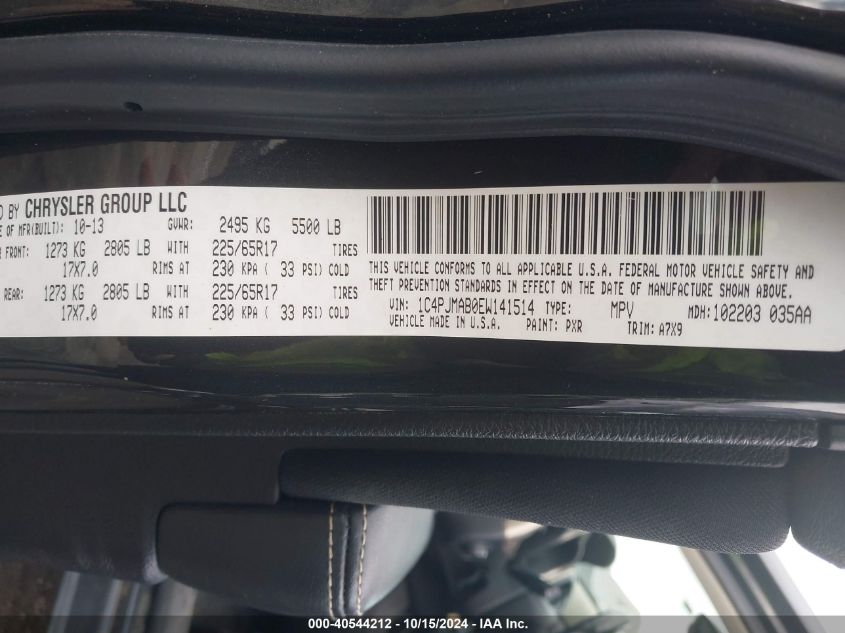 D BY CHRYSLER GROUP LLC
E OF MFR(BUILT): 10-13 GVWR: 2495 KG 5500 LB
FRONT: 1273 KG 2805 LB WITH 225/65R17 TIRES
17X7.0 RIMS AT 230 KPA ( 33 PSI) COLD
REAR: 1273 KG 2805 LB WITH 225/65R17 TIRES
17X7.0 RIMS AT 230 KPA ( 33 PSI) COLD
THIS VEHICLE CONFORMS TO ALL APPLICABLE U.S.A. FEDERAL MOTOR VEHICLE SAFETY AND
THEFT PREVENTION STANDARDS IN EFFECT ON THE DATE OF MANUFACTURE SHOWN ABOVE.
VIN: 1C4PJMAB0EW141514 TYPE: MPV MDH: 102203 035AA
VEHICLE MADE IN U.S.A. PAINT: PXR TRIM: A7X9
000-40544212 - 10/15/2024 - IAA Inc.